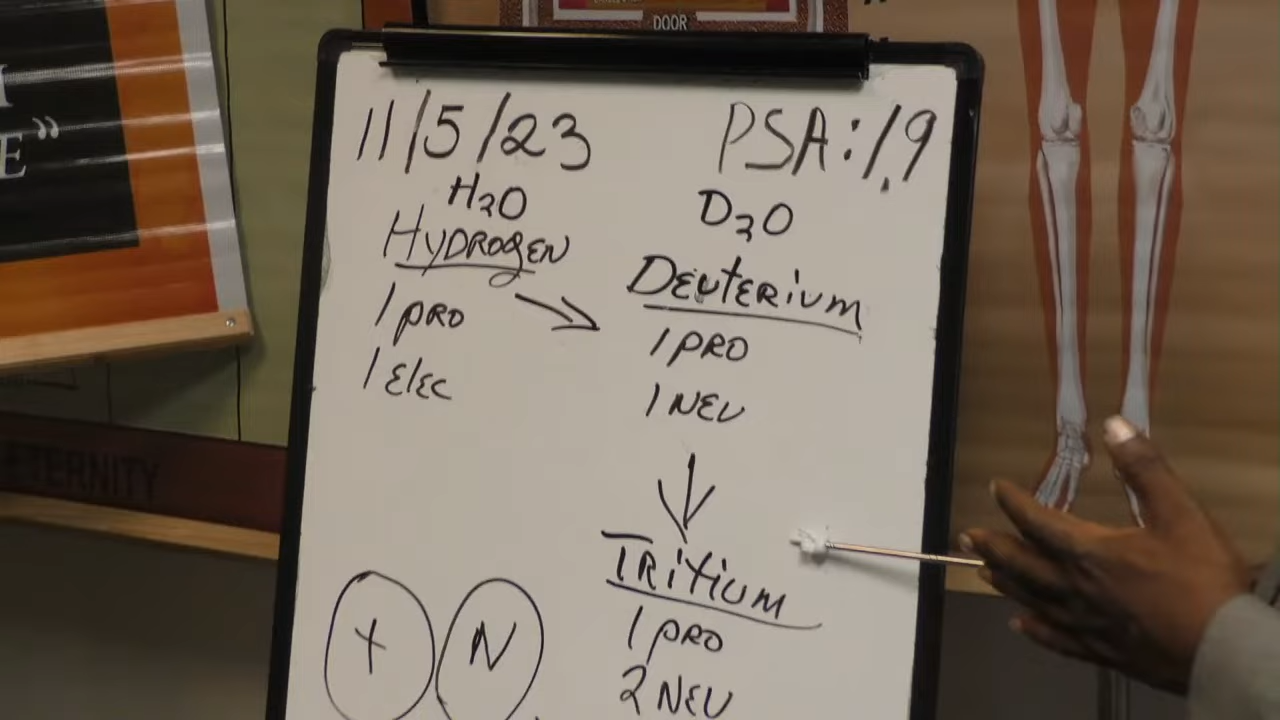 DOOR
E”
ETERNITY
11/5/23
PSA: 1.9
H2O
D2O
HYDROGEN
DEUTERIUM
1 PRO
1 PRO
1 ELEC
1 NEU
TRITIUM
1 PRO
2 NEU
+ N